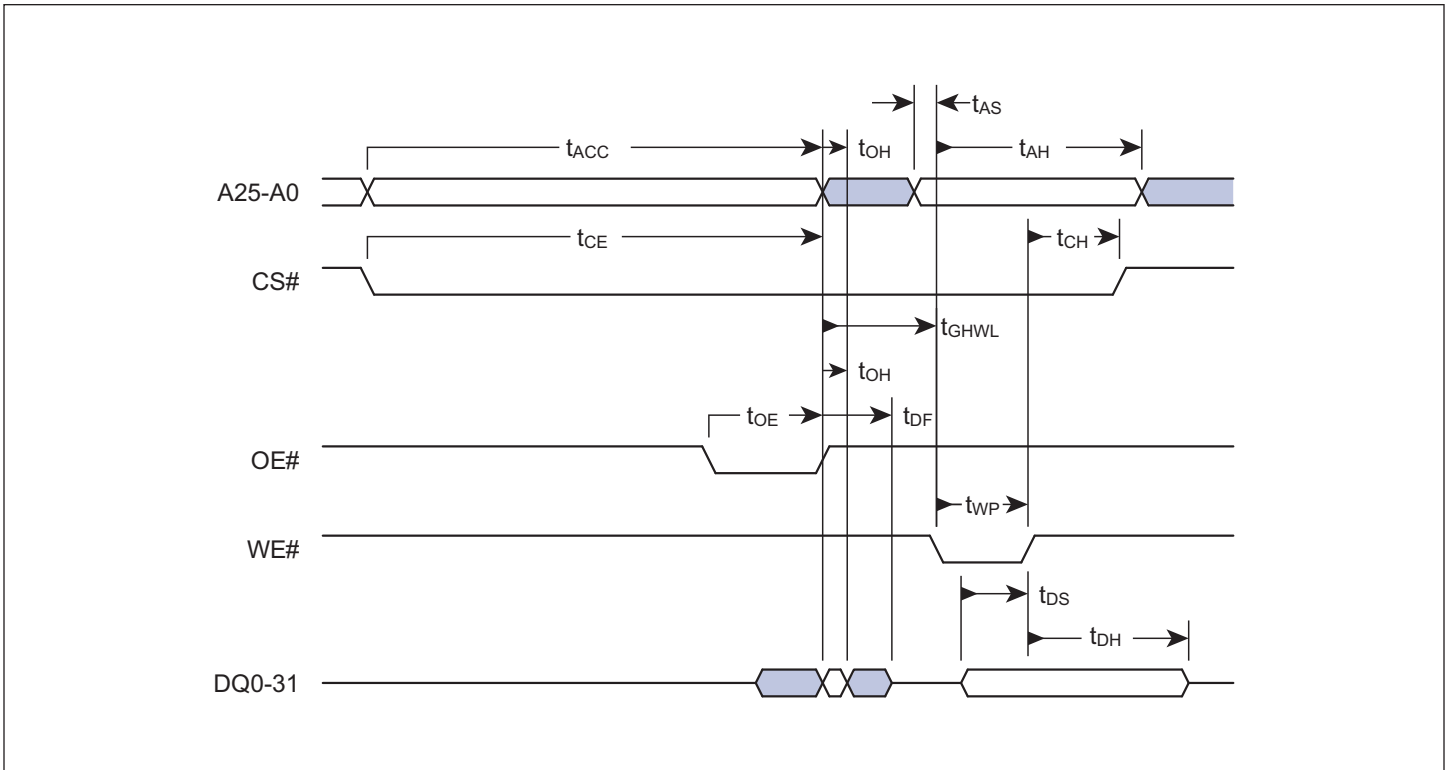 tAS
tACC
tOH
tAH
A25-A0
tCE
tCH
CS#
tGHWL
tOH
tOE
tDF
OE#
tWP
WE#
tDS
tDH
DQ0-31